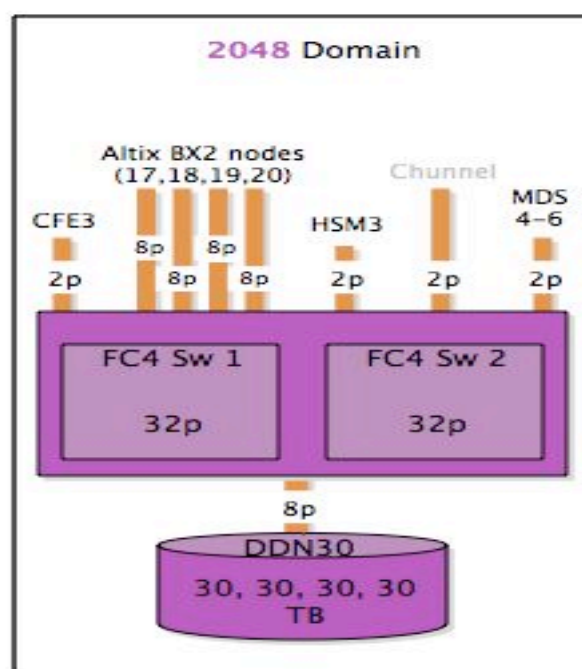 2048 Domain
Altix BX2 nodes
(17,18,19,20)
Chunnel
CFE3
HSM3
MDS
4-6
2p
8p
8p
8p
8p
2p
2p
2p
FC4 Sw 1
FC4 Sw 2
32p
32p
8p
DDN30
30, 30, 30, 30
TB